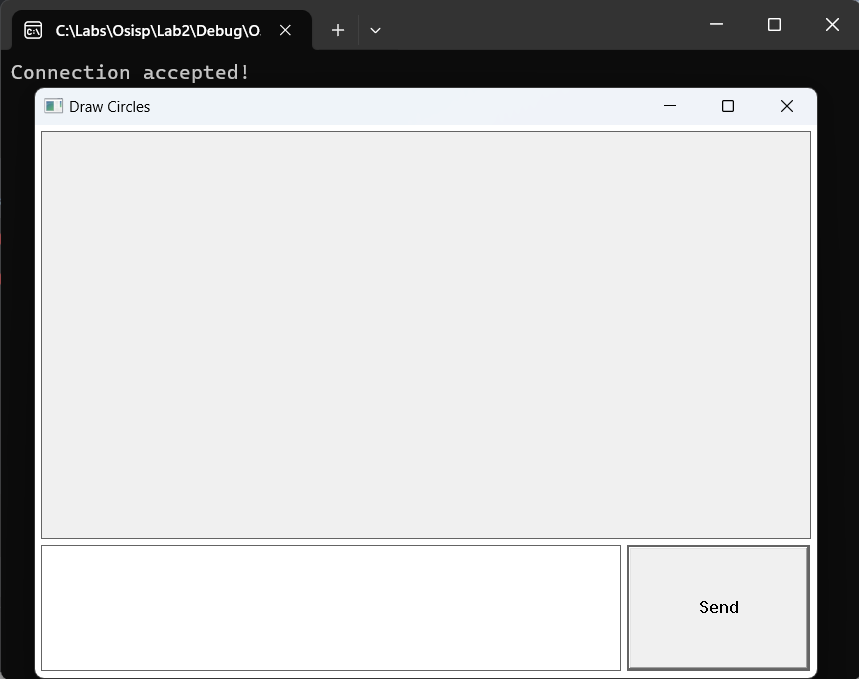 C:\Labs\Osisp\Lab2\Debug\O
Connection accepted!
Draw Circles
Send